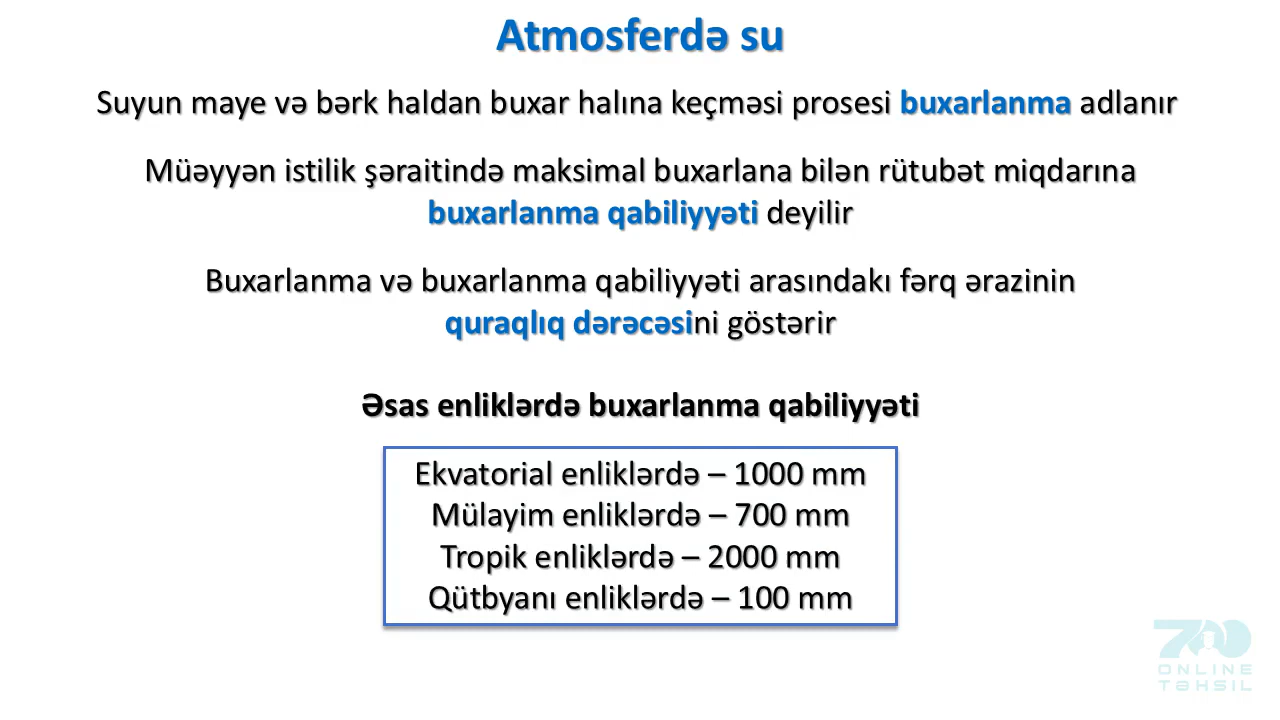 Atmosferdə su
Suyun maye və bərk haldan buxar halına keçməsi prosesi buxarlanma adlanır
Müəyyən istilik şəraitində maksimal buxarlana bilən rütubət miqdarına
buxarlanma qabiliyyəti deyilir
Buxarlanma və buxarlanma qabiliyyəti arasındakı fərq ərazinin
quraqlıq dərəcəsini göstərir
Əsas enliklərdə buxarlanma qabiliyyəti
Ekvatorial enliklərdə – 1000 mm
Mülayim enliklərdə – 700 mm
Tropik enliklərdə – 2000 mm
Qütbyanı enliklərdə – 100 mm
700
ONLINE
TƏHSİL